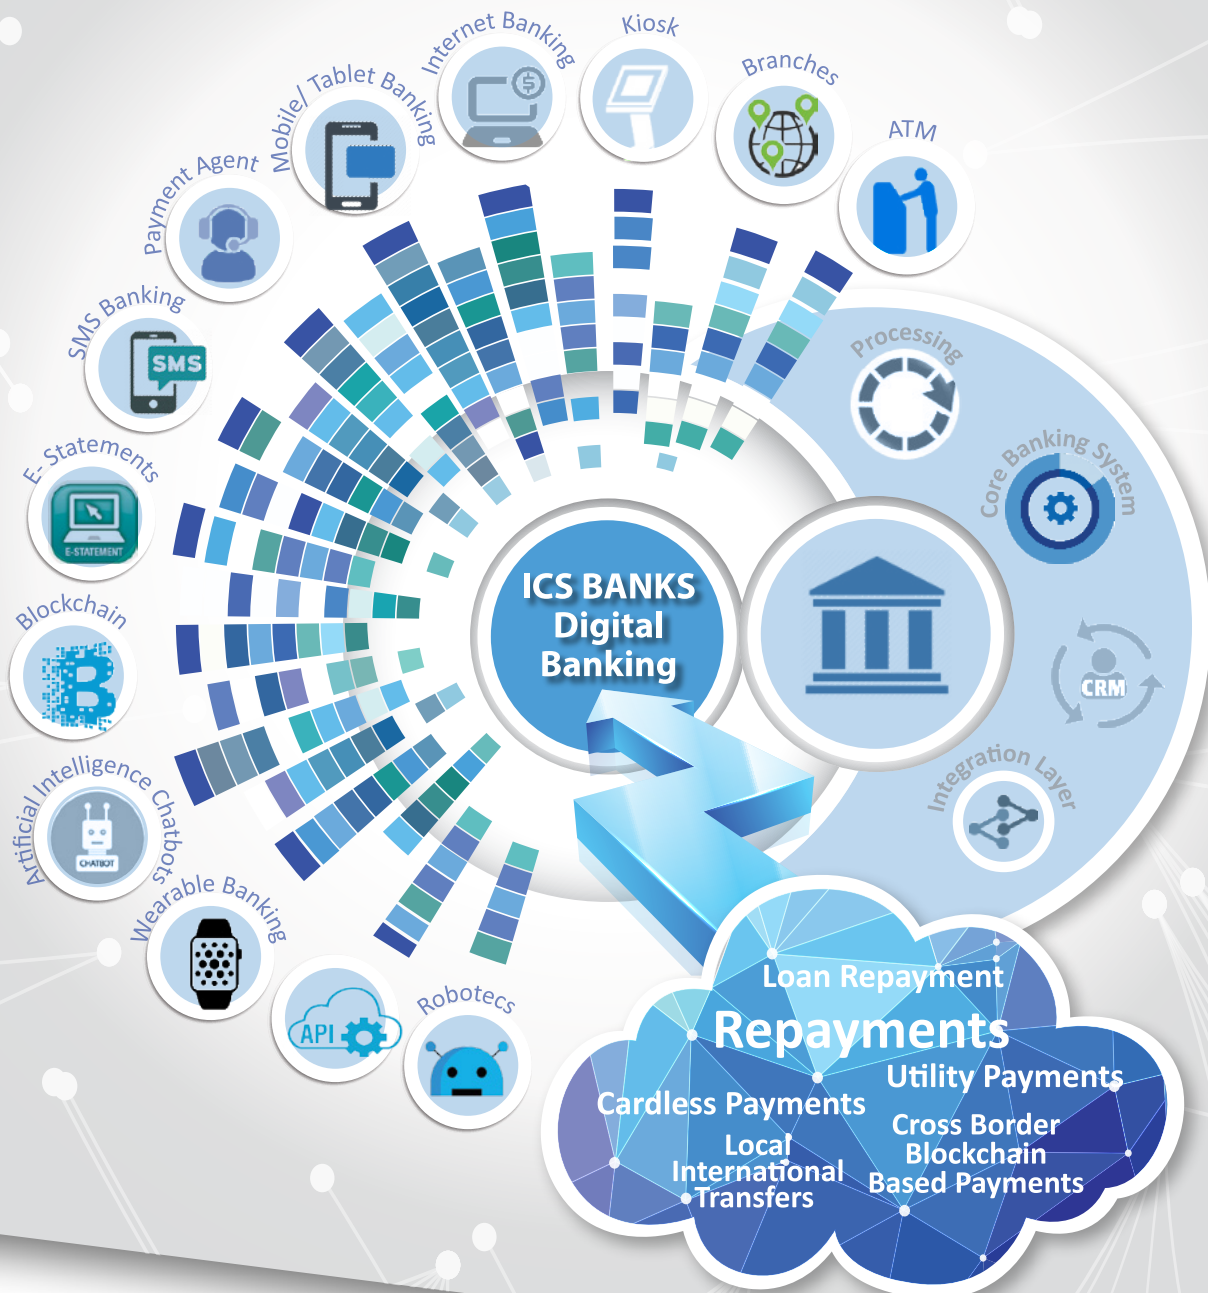 Internet Banking
Kiosk
Branches
ATM
Mobile/ Tablet Banking
Payment Agent
SMS Banking
SMS
E- Statements
E-STATEMENT
Blockchain
Artificial Intelligence Chatbots
CHATBOT
Wearable Banking
API
Robotecs
Processing
Core Banking System
CRM
Integration Layer
ICS BANKS
Digital
Banking
Loan Repayment
Repayments
Utility Payments
Cardless Payments
Local
International
Transfers
Cross Border
Blockchain
Based Payments